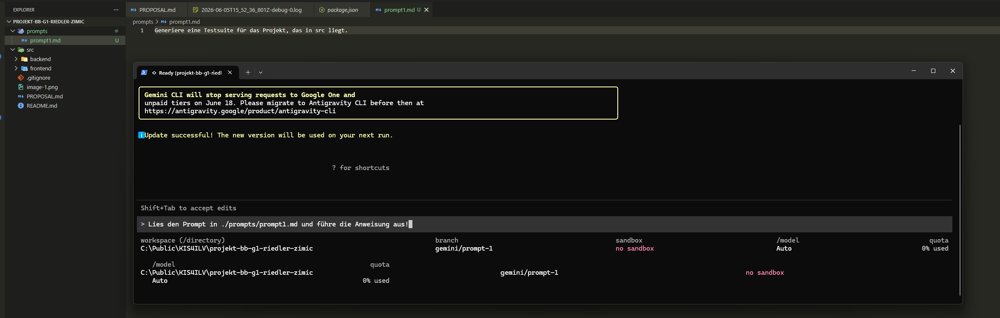 EXPLORER
PROJEKT-BB-G1-RIEDLER-ZIMIC
prompts
prompt1.md U
src
backend
frontend
.gitignore
image-1.png
PROPOSAL.md
README.md
PROPOSAL.md 2026-06-05T15_52_36_801Z-debug-0.log package.json prompt1.md U
prompts > prompt1.md
1 Generiere eine Testsuite für das Projekt, das in src liegt.
Ready (projekt-bb-g1-riedl
Gemini CLI will stop serving requests to Google One and
unpaid tiers on June 18. Please migrate to Antigravity CLI before then at
https://antigravity.google/product/antigravity-cli
i Update successful! The new version will be used on your next run.
? for shortcuts
Shift+Tab to accept edits
> Lies den Prompt in ./prompts/prompt1.md und führe die Anweisung aus!
workspace (/directory) branch sandbox /model quota
C:\Public\KIS4ILV\projekt-bb-g1-riedler-zimic gemini/prompt-1 no sandbox Auto 0% used
/model quota
C:\Public\KIS4ILV\projekt-bb-g1-riedler-zimic gemini/prompt-1 no sandbox
Auto 0% used